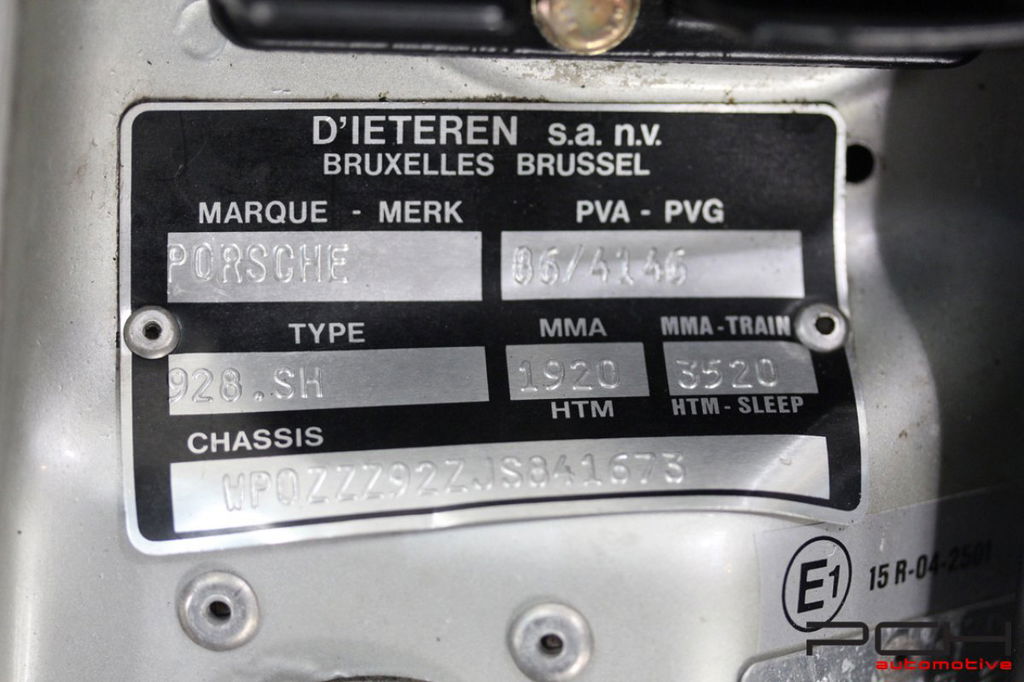 D'IETEREN s.a. n.v.
BRUXELLES BRUSSEL
MARQUE - MERK PVA - PVG
PORSCHE 86/4146
TYPE MMA MMA-TRAIN
928.SH 1920 3520
HTM HTM - SLEEP
CHASSIS
WP0ZZZ92ZJS841673
E1 15 R-04-2501
PGH
automotive